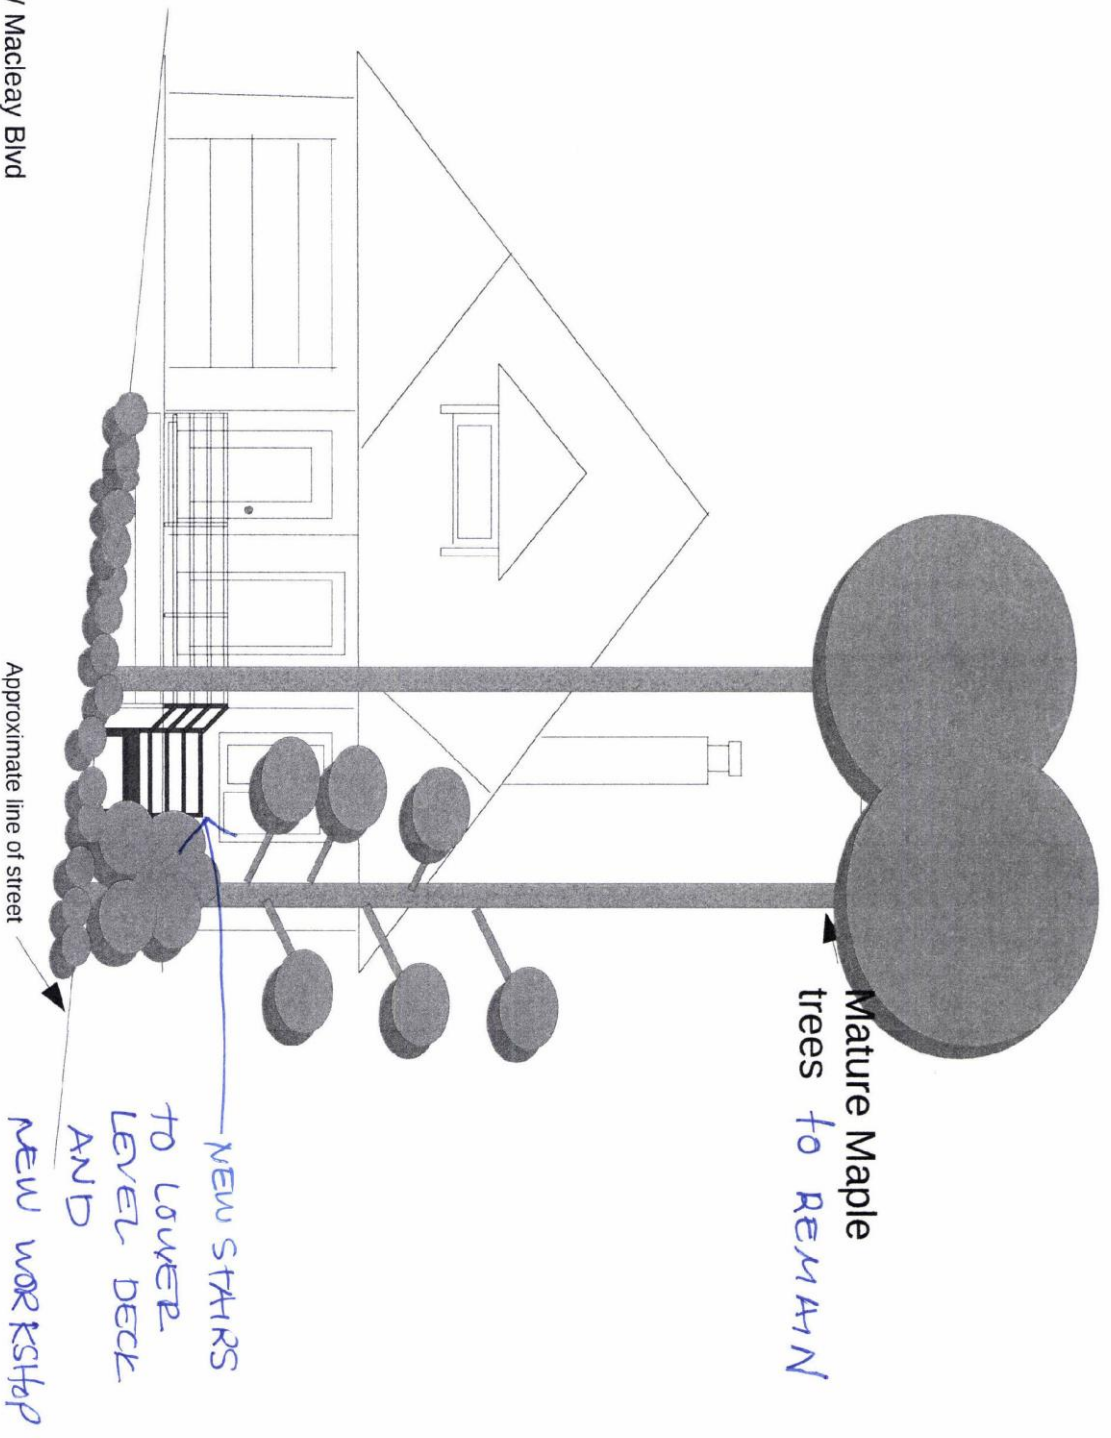 Mature Maple
trees to REMAIN
NEW STAIRS
TO LOWER
LEVEL DECK
AND
NEW WORKSHOP
Approximate line of street
Macleay Blvd